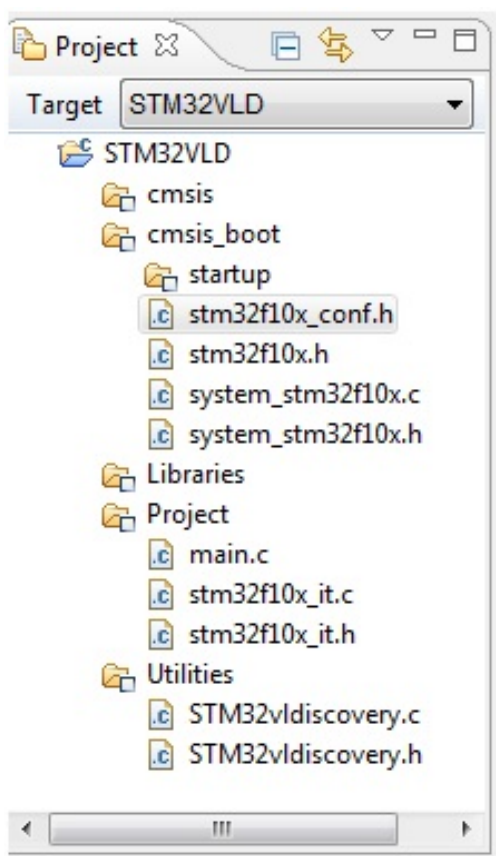 Project
Target STM32VLD
STM32VLD
cmsis
cmsis_boot
startup
stm32f10x_conf.h
stm32f10x.h
system_stm32f10x.c
system_stm32f10x.h
Libraries
Project
main.c
stm32f10x_it.c
stm32f10x_it.h
Utilities
STM32vldiscovery.c
STM32vldiscovery.h